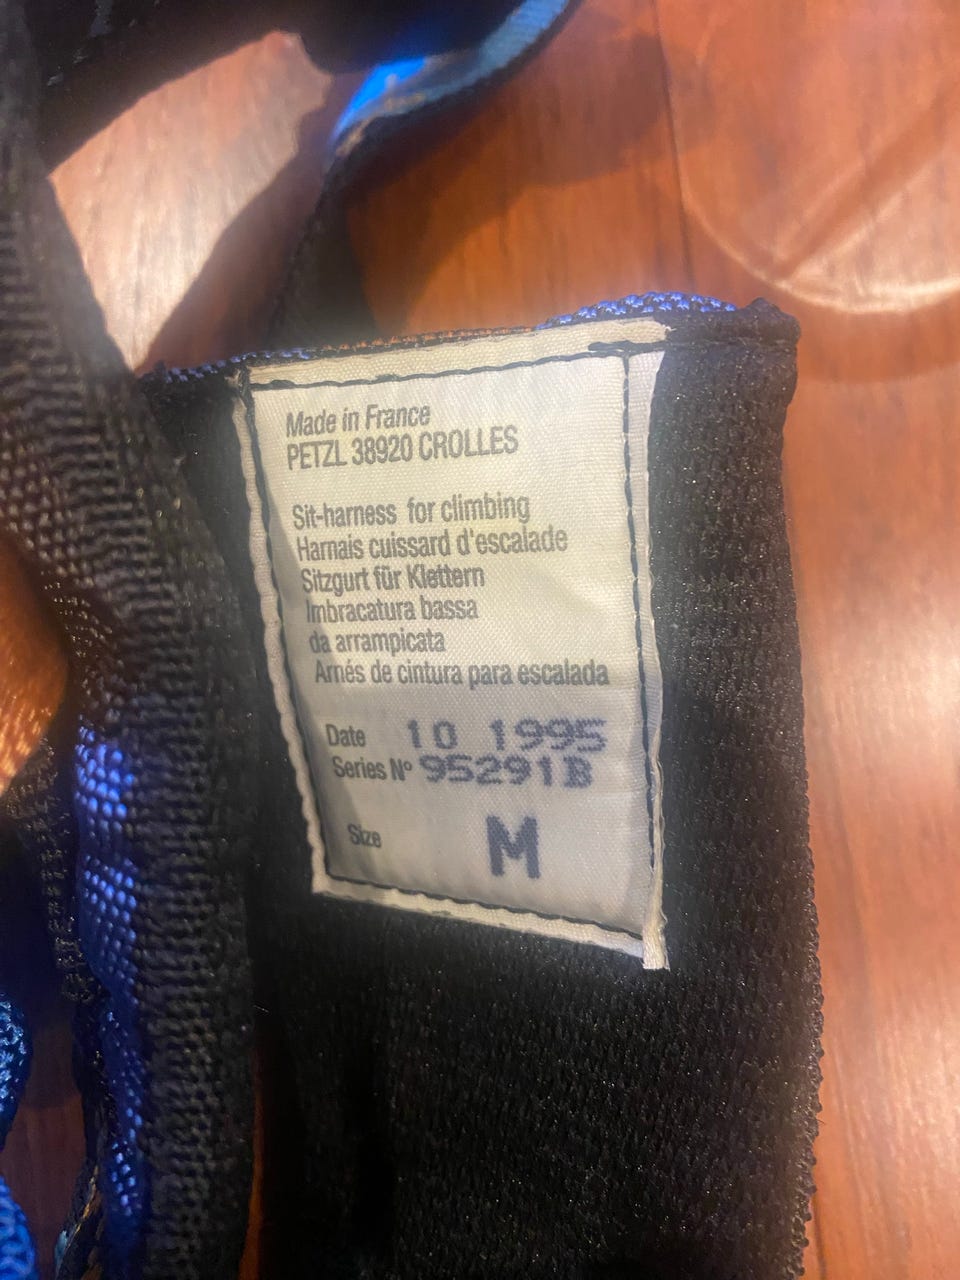 Made in France
PETZL 38920 CROLLES
Sit-harness for climbing
Harnais cuissard d'escalade
Sitzgurt für Klettern
Imbracatura bassa
da arrampicata
Arnés de cintura para escalada
Date 10 1995
Series Nº 95291B
Size M